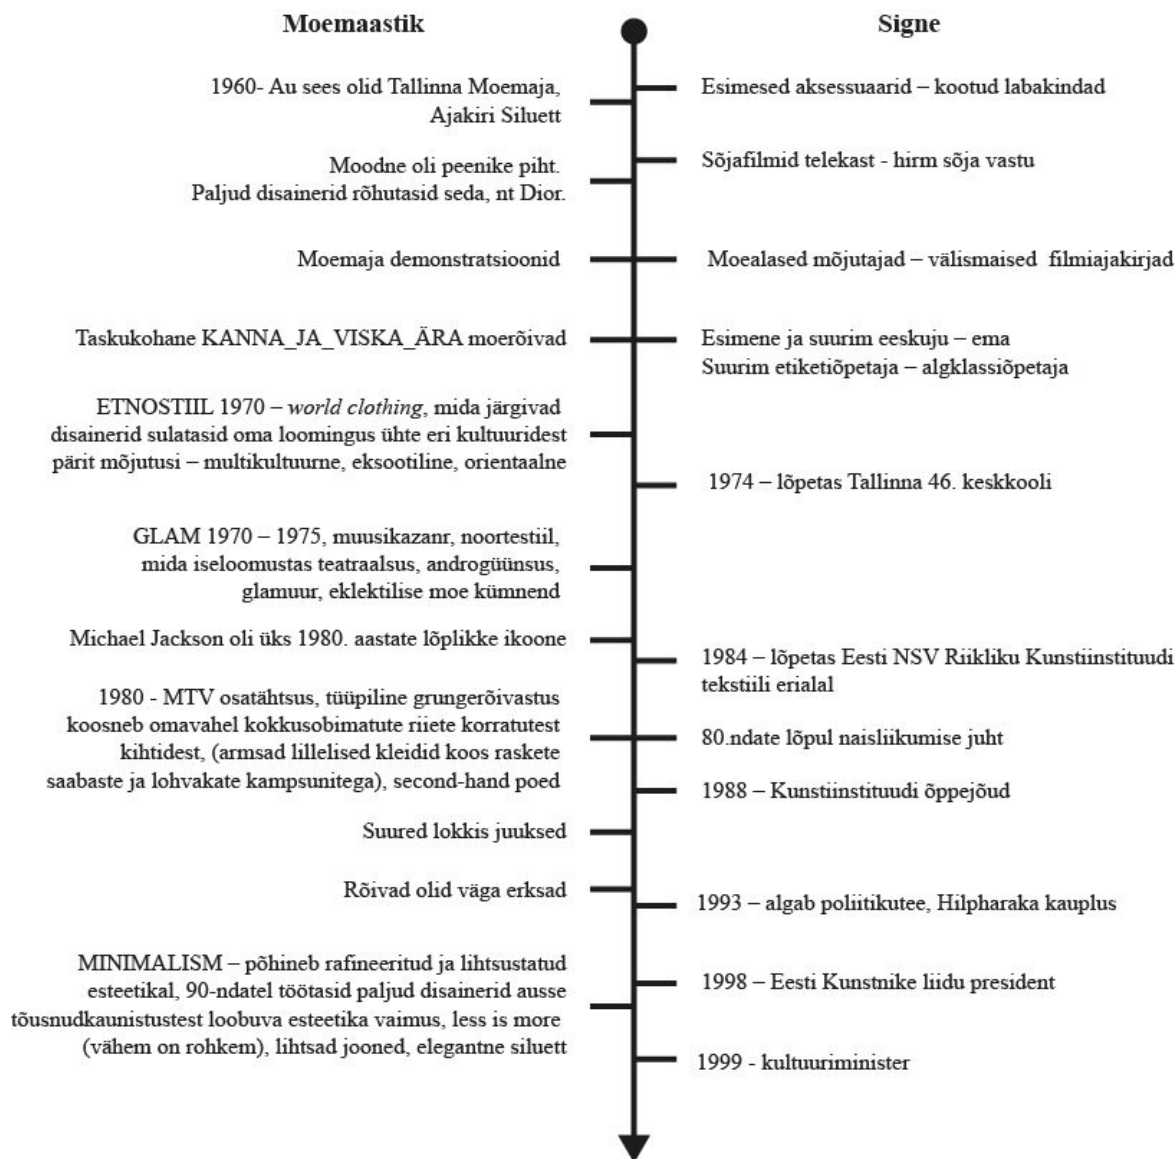 Moemaastik
1960- Au sees olid Tallinna Moemaja,
Ajakiri Siluett
Moodne oli peenike piht.
Paljud disainerid rõhutasid seda, nt Dior.
Moemaja demonstratsioonid
Taskukohane KANNA_JA_VISKA_ÄRA moerõivad
ETNOSTIIL 1970 – world clothing, mida järgivad
disainerid sulatasid oma loomingus ühte eri kultuuridest
pärit mõjutusi – multikultuurne, eksootiline, orientaalne
GLAM 1970 – 1975, muusikazanr, noortestiil,
mida iseloomustas teatraalsus, androgüünsus,
glamuur, eklektilise moe kümnend
Michael Jackson oli üks 1980. aastate lõplikke ikoone
1980 - MTV osatähtsus, tüüpiline grungerõivastus
koosneb omavahel kokkusobimatute riiete korratutest
kihtidest, (armsad lillelised kleidid koos raskete
saabaste ja lohvakate kampsunitega), second-hand poed
Suured lokkis juuksed
Rõivad olid väga erksad
MINIMALISM – põhineb rafineeritud ja lihtsustatud
esteetikal, 90-ndatel töötasid paljud disainerid ausse
tõusnudkaunistustest loobuva esteetika vaimus, less is more
(vähem on rohkem), lihtsad jooned, elegantne siluett
Signe
Esimesed aksessuaarid – kootud labakindad
Sõjafilmid telekast - hirm sõja vastu
Moealased mõjutajad – välismaised filmiajakirjad
Esimene ja suurim eeskuju – ema
Suurim etiketiõpetaja – algklassiõpetaja
1974 – lõpetas Tallinna 46. keskkooli
1984 – lõpetas Eesti NSV Riikliku Kunstiinstituudi
tekstiili erialal
80.ndate lõpul naisliikumise juht
1988 – Kunstiinstituudi õppejõud
1993 – algab poliitikutee, Hilpharaka kauplus
1998 – Eesti Kunstnike liidu president
1999 - kultuuriminister